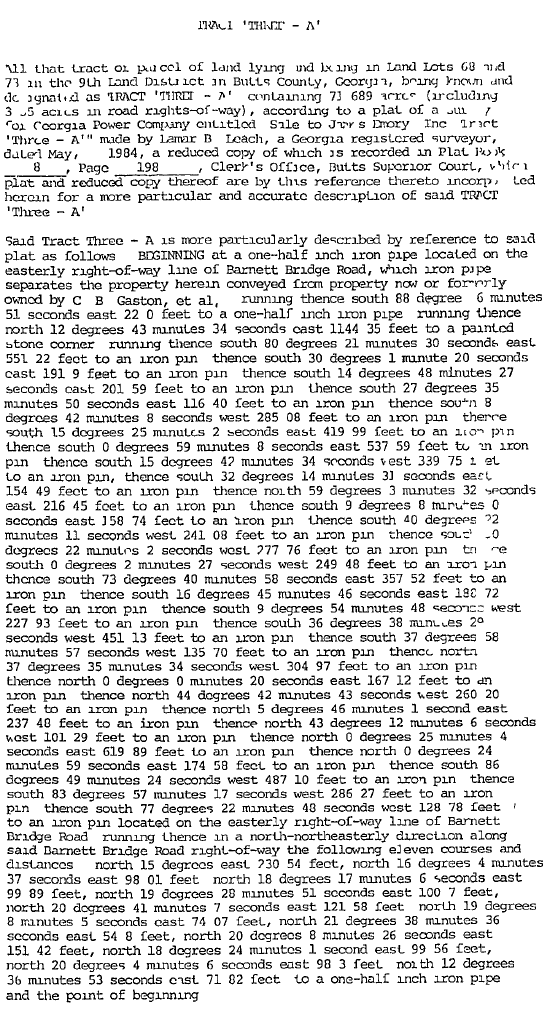 TRACT 'THREE - A'
All that tract or parcel of land lying and being in Land Lots 68 and
73 in the 9th Land District in Butts County, Georgia, being known and
designated as TRACT 'THREE - A' containing 73 689 acres (including
acres in road rights-of-way), according to a plat of a
for Georgia Power Company entitled Sale to Emory Inc Tract
'Three - A'" made by Lamar B Leach, a Georgia registered surveyor,
dated May, 1984, a reduced copy of which is recorded in Plat Book
8 , Page 198 , Clerk's Office, Butts Superior Court, which
plat and reduced copy thereof are by this reference thereto incorp ted
herein for a more particular and accurate description of said TRACT
'Three - A'
Said Tract Three - A is more particularly described by reference to said
plat as follows BEGINNING at a one-half inch iron pipe located on the
easterly right-of-way line of Barnett Bridge Road, which iron pipe
separates the property herein conveyed from property now or formerly
owned by C B Gaston, et al, running thence south 88 degree 6 minutes
51 seconds east 22 0 feet to a one-half inch iron pipe running thence
north 12 degrees 43 minutes 34 seconds east 1144 35 feet to a painted
stone corner running thence south 80 degrees 21 minutes 30 seconds east
551 22 feet to an iron pin thence south 30 degrees 1 minute 20 seconds
east 191 9 feet to an iron pin thence south 14 degrees 48 minutes 27
seconds east 201 59 feet to an iron pin thence south 27 degrees 35
minutes 50 seconds east 116 40 feet to an iron pin thence south 8
degrees 42 minutes 8 seconds west 285 08 feet to an iron pin thence
south 15 degrees 25 minutes 2 seconds east 419 99 feet to an iron pin
thence south 0 degrees 59 minutes 8 seconds east 537 59 feet to an iron
pin thence south 15 degrees 42 minutes 34 seconds west 339 75 feet
to an iron pin, thence south 32 degrees 14 minutes 31 seconds east
154 49 feet to an iron pin thence north 59 degrees 3 minutes 32 seconds
east 216 45 feet to an iron pin thence south 9 degrees 8 minutes 0
seconds east 158 74 feet to an iron pin thence south 40 degrees 22
minutes 11 seconds west 241 08 feet to an iron pin thence
degrees 22 minutes 2 seconds west 277 76 feet to an iron pin
south 0 degrees 2 minutes 27 seconds west 249 48 feet to an iron pin
thence south 73 degrees 40 minutes 58 seconds east 357 52 feet to an
iron pin thence south 16 degrees 45 minutes 46 seconds east 188 72
feet to an iron pin thence south 9 degrees 54 minutes 48 seconds west
227 93 feet to an iron pin thence south 36 degrees 38 minutes
seconds west 451 13 feet to an iron pin thence south 37 degrees 58
minutes 57 seconds west 135 70 feet to an iron pin thence north
37 degrees 35 minutes 34 seconds west 304 97 feet to an iron pin
thence north 0 degrees 0 minutes 20 seconds east 167 12 feet to an
iron pin thence north 44 degrees 42 minutes 43 seconds west 260 20
feet to an iron pin thence north 5 degrees 46 minutes 1 second east
237 48 feet to an iron pin thence north 43 degrees 12 minutes 6 seconds
west 101 29 feet to an iron pin thence north 0 degrees 25 minutes 4
seconds east 619 89 feet to an iron pin thence north 0 degrees 24
minutes 59 seconds east 174 58 feet to an iron pin thence south 86
degrees 49 minutes 24 seconds west 487 10 feet to an iron pin thence
south 83 degrees 57 minutes 17 seconds west 286 27 feet to an iron
pin thence south 77 degrees 22 minutes 48 seconds west 128 78 feet
to an iron pin located on the easterly right-of-way line of Barnett
Bridge Road running thence in a north-northeasterly direction along
said Barnett Bridge Road right-of-way the following eleven courses and
distances north 15 degrees east 230 54 feet, north 16 degrees 4 minutes
37 seconds east 98 01 feet north 18 degrees 17 minutes 6 seconds east
99 89 feet, north 19 degrees 28 minutes 51 seconds east 100 7 feet,
north 20 degrees 41 minutes 7 seconds east 121 58 feet north 19 degrees
8 minutes 5 seconds east 74 07 feet, north 21 degrees 38 minutes 36
seconds east 54 8 feet, north 20 degrees 8 minutes 26 seconds east
151 42 feet, north 18 degrees 24 minutes 1 second east 99 56 feet,
north 20 degrees 4 minutes 6 seconds east 98 3 feet north 12 degrees
36 minutes 53 seconds east 71 82 feet to a one-half inch iron pipe
and the point of beginning